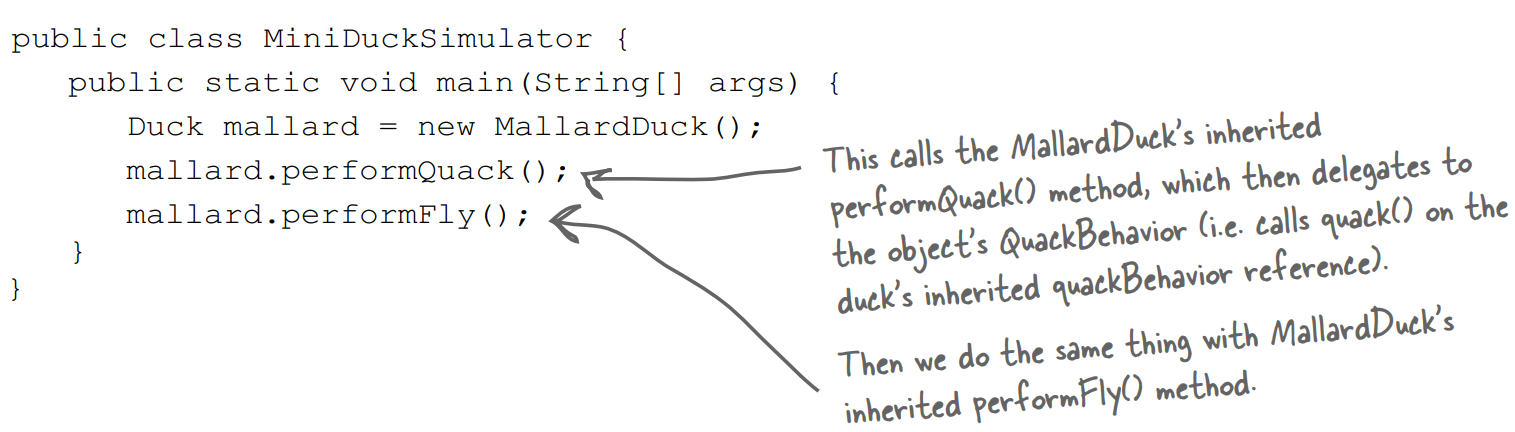 public class MiniDuckSimulator {
public static void main(String[] args) {
Duck mallard = new MallardDuck();
mallard.performQuack();
mallard.performFly();
}
}
This calls the MallardDuck's inherited
performQuack() method, which then delegates to
the object's QuackBehavior (i.e. calls quack() on the
duck's inherited quackBehavior reference).
Then we do the same thing with MallardDuck's
inherited performFly() method.